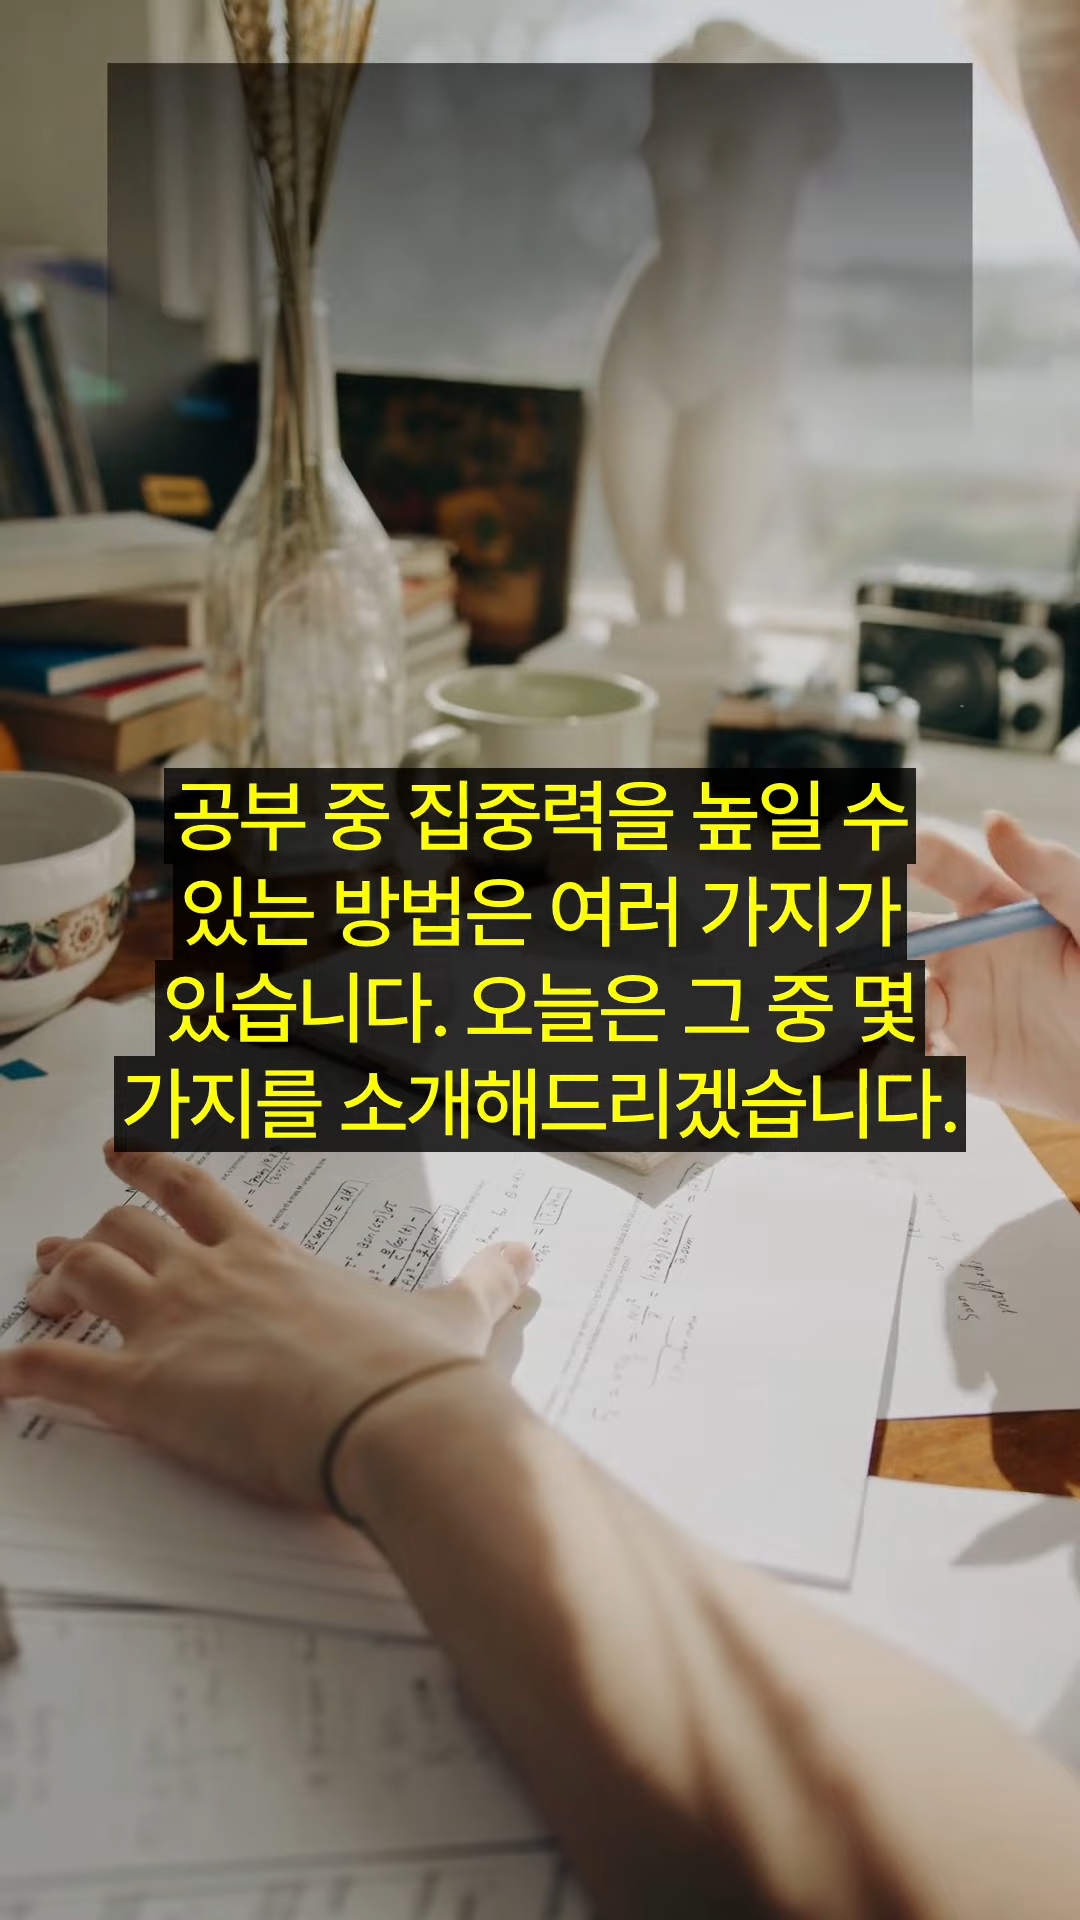 공부 중 집중력을 높일 수
있는 방법은 여러 가지가
있습니다. 오늘은 그 중 몇
가지를 소개해드리겠습니다.